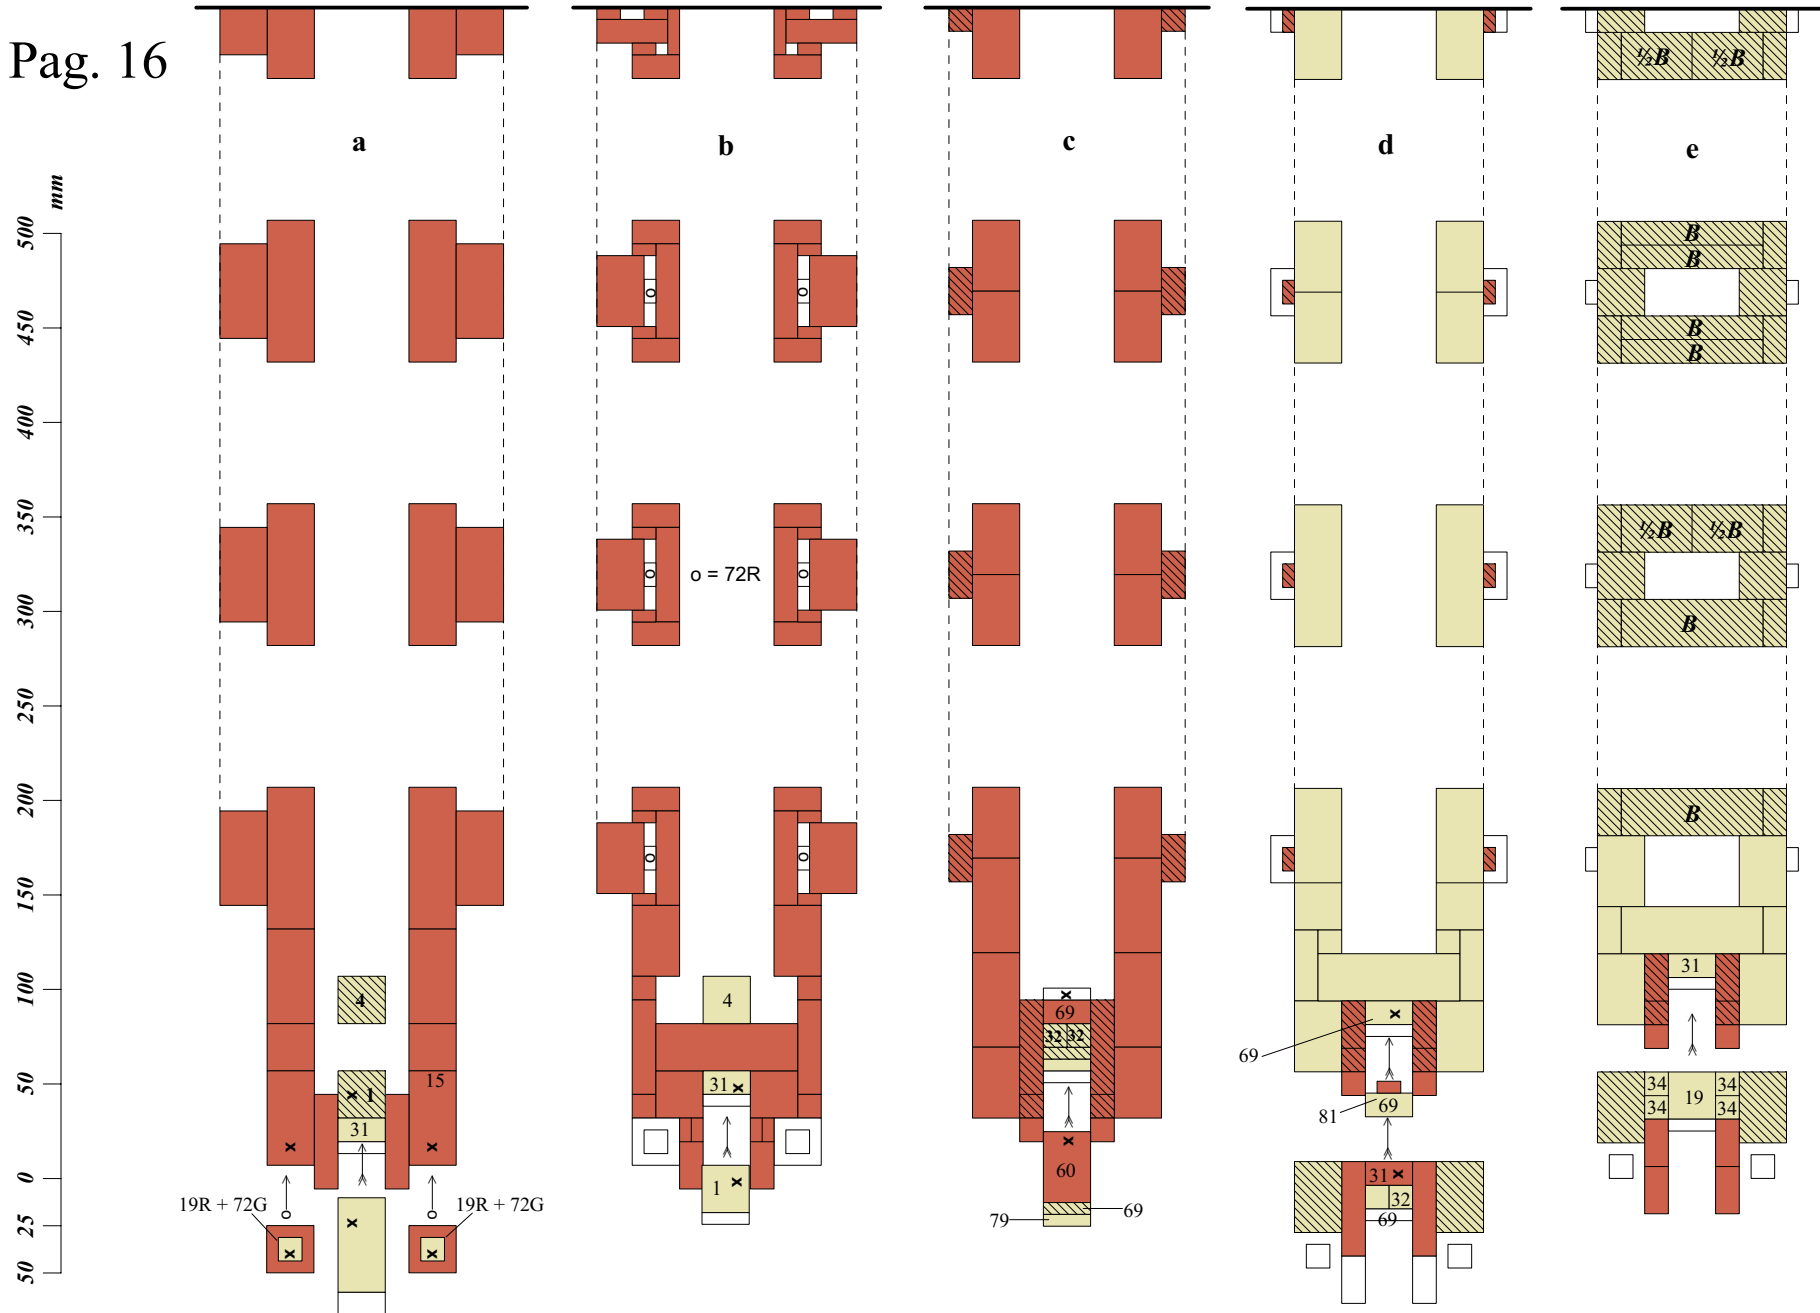 Pag. 16
½B ½B
a b c d e
mm
500
B
B
450
o o
B
B
400
350
½B ½B
o o
o = 72R
300
B
250
200
B
150
o o
100
4 4 x 69 x 31
32 32
69
50
x 1 15 31 x 81 69 34 19 34
34 34
31
x x x
0
60 31 x
1 x 32
19R + 72G 19R + 72G 79 69 69
o o
25
x
x x
50